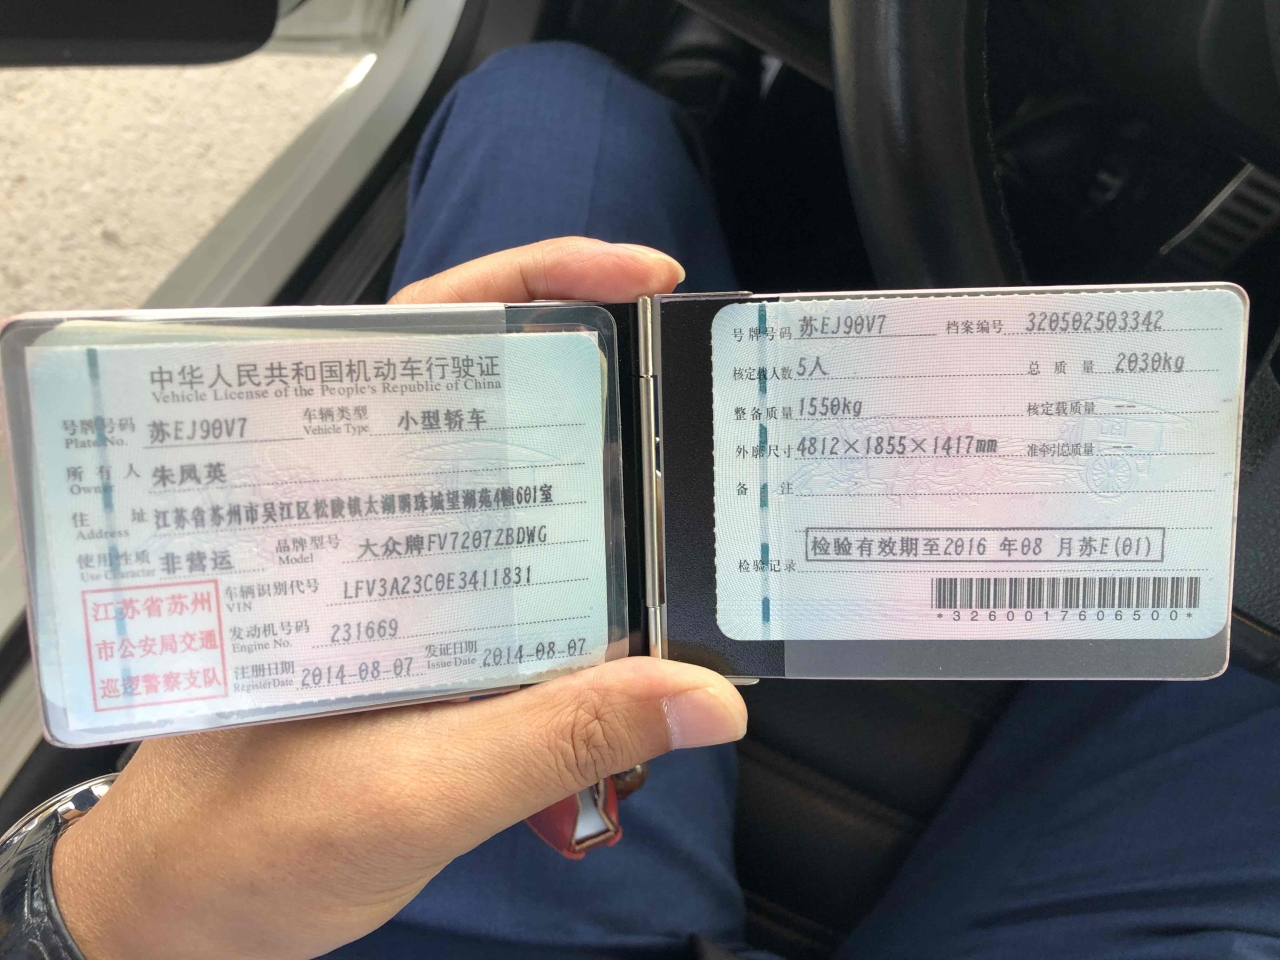 中华人民共和国机动车行驶证
Vehicle License of the People's Republic of China
号牌号码 Plate No. 苏EJ90V7 车辆类型 Vehicle Type 小型轿车
所有人 Owner 朱凤英
住址 Address 江苏省苏州市吴江区松陵镇太湖明珠城望湖苑4幢601室
使用性质 Use Character 非营运 品牌型号 Model 大众牌FV7207ZBDWG
车辆识别代号 VIN LFV3A23C0E3411831
发动机号码 Engine No. 231669
注册日期 Register Date 2014-08-07 发证日期 Issue Date 2014-08-07
江苏省苏州
市公安局交通
巡逻警察支队
号牌号码 苏EJ90V7 档案编号 320502503342
核定载人数 5人 总质量 2030kg
整备质量 1550kg 核定载质量 --
外廓尺寸 4812×1855×1417mm 准牵引总质量 --
备注
检验记录 检验有效期至2016 年08 月苏E(01)
*3260017606500*